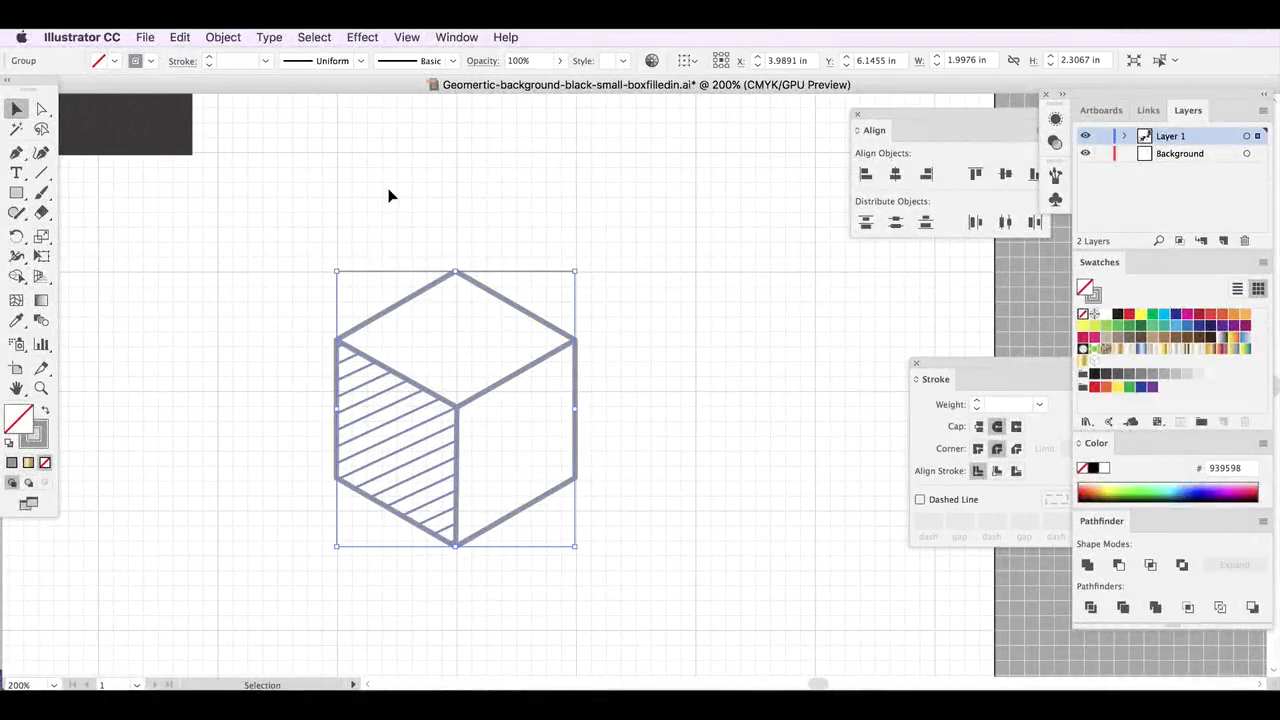 Illustrator CC File Edit Object Type Select Effect View Window Help
Group Stroke: Uniform Basic Opacity: 100% Style: X: 3.9891 in Y: 6.1455 in W: 1.9976 in H: 2.3067 in
Geomertic-background-black-small-boxfilledin.ai* @ 200% (CMYK/GPU Preview)
Artboards Links Layers
Align
Layer 1
Align Objects:
Background
Distribute Objects:
2 Layers
Swatches
Stroke
Weight:
Cap:
Color
Corner: Limit:
# 939598
Align Stroke:
Dashed Line
Pathfinder
dash gap dash gap dash
Shape Modes:
Expand
Pathfinders:
200% 1 Selection